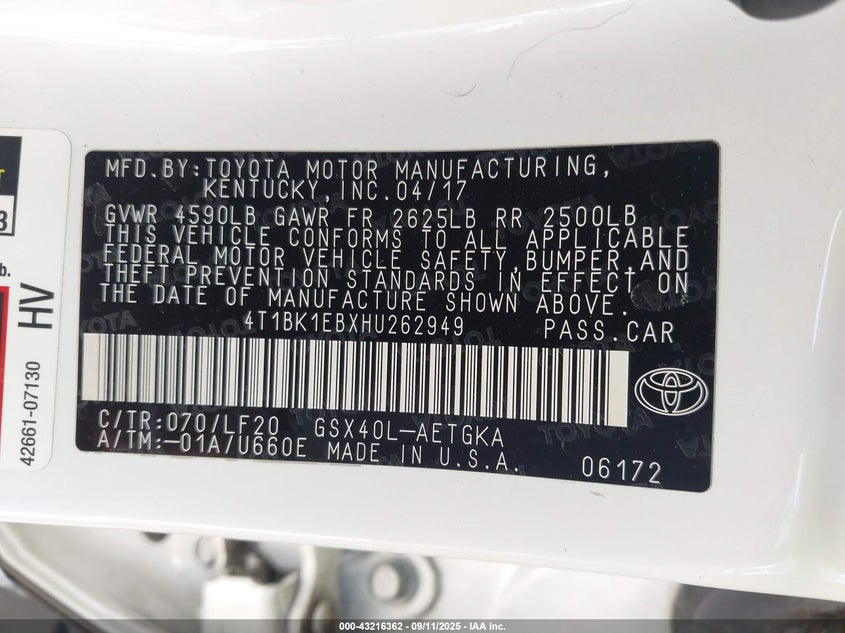 MFD.BY:TOYOTA MOTOR MANUFACTURING,
KENTUCKY,INC.04/17
GVWR 4590LB GAWR FR 2625LB RR 2500LB
THIS VEHICLE CONFORMS TO ALL APPLICABLE
FEDERAL MOTOR VEHICLE SAFETY,BUMPER,AND
THEFT PREVENTION STANDARDS IN EFFECT ON
THE DATE OF MANUFACTURE SHOWN ABOVE.
4T1BK1EBXHU262949 PASS.CAR
C/TR:070/LF20 GSX40L-AETGKA
A/TM:-01A/U660E MADE IN U.S.A. 06172
b.
HV
42661-07130
000-43216362 - 09/11/2025 - IAA Inc.